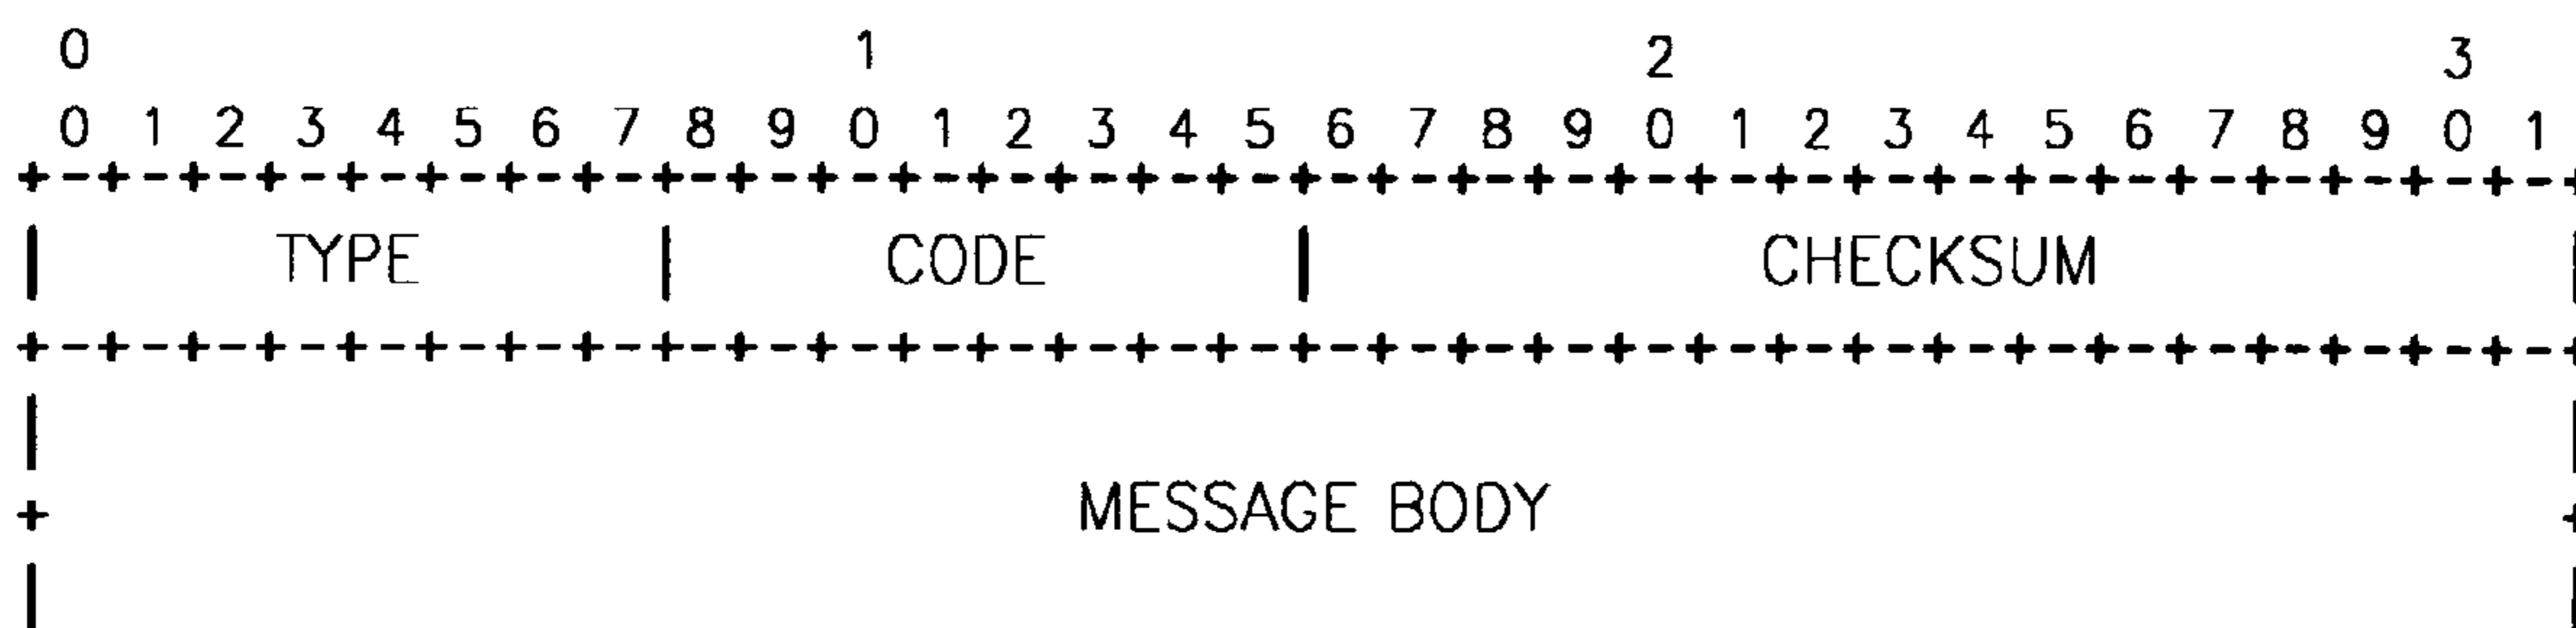 0 1 2 3
0 1 2 3 4 5 6 7 8 9 0 1 2 3 4 5 6 7 8 9 0 1 2 3 4 5 6 7 8 9 0 1
+-+-+-+-+-+-+-+-+-+-+-+-+-+-+-+-+-+-+-+-+-+-+-+-+-+-+-+-+-+-+-+-+
| TYPE | CODE | CHECKSUM |
+-+-+-+-+-+-+-+-+-+-+-+-+-+-+-+-+-+-+-+-+-+-+-+-+-+-+-+-+-+-+-+-+
| |
+ MESSAGE BODY +
| |